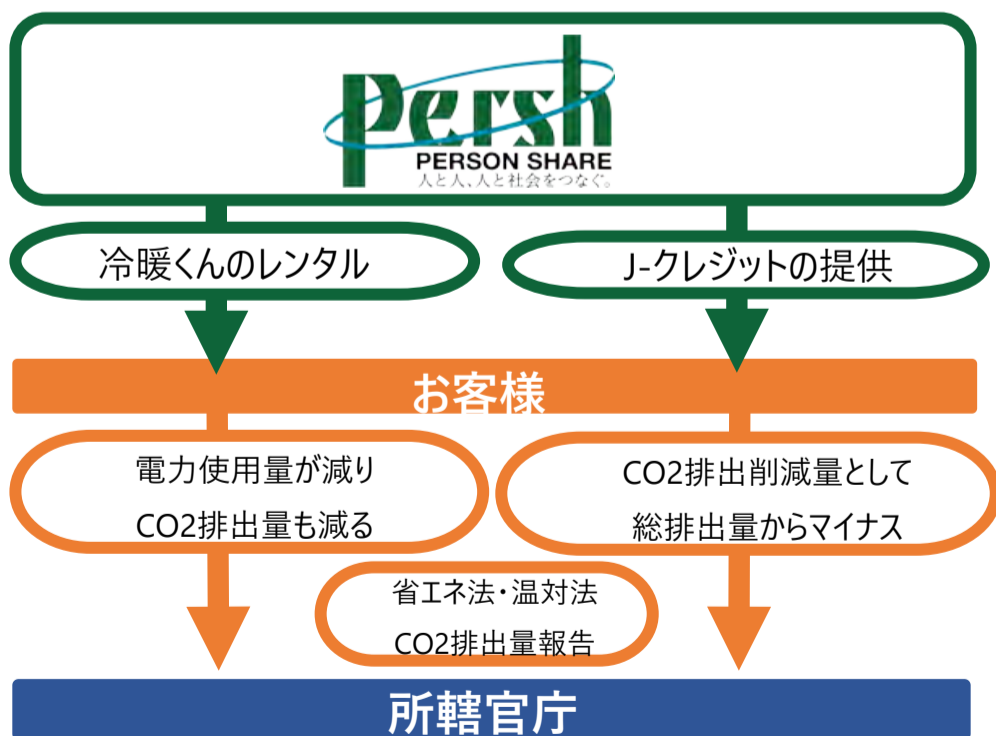 persh
PERSON SHARE
人と人、人と社会をつなぐ。
冷暖くんのレンタル
J-クレジットの提供
お客様
電力使用量が減り
CO2排出量も減る
CO2排出削減量として
総排出量からマイナス
省エネ法・温対法
CO2排出量報告
所轄官庁